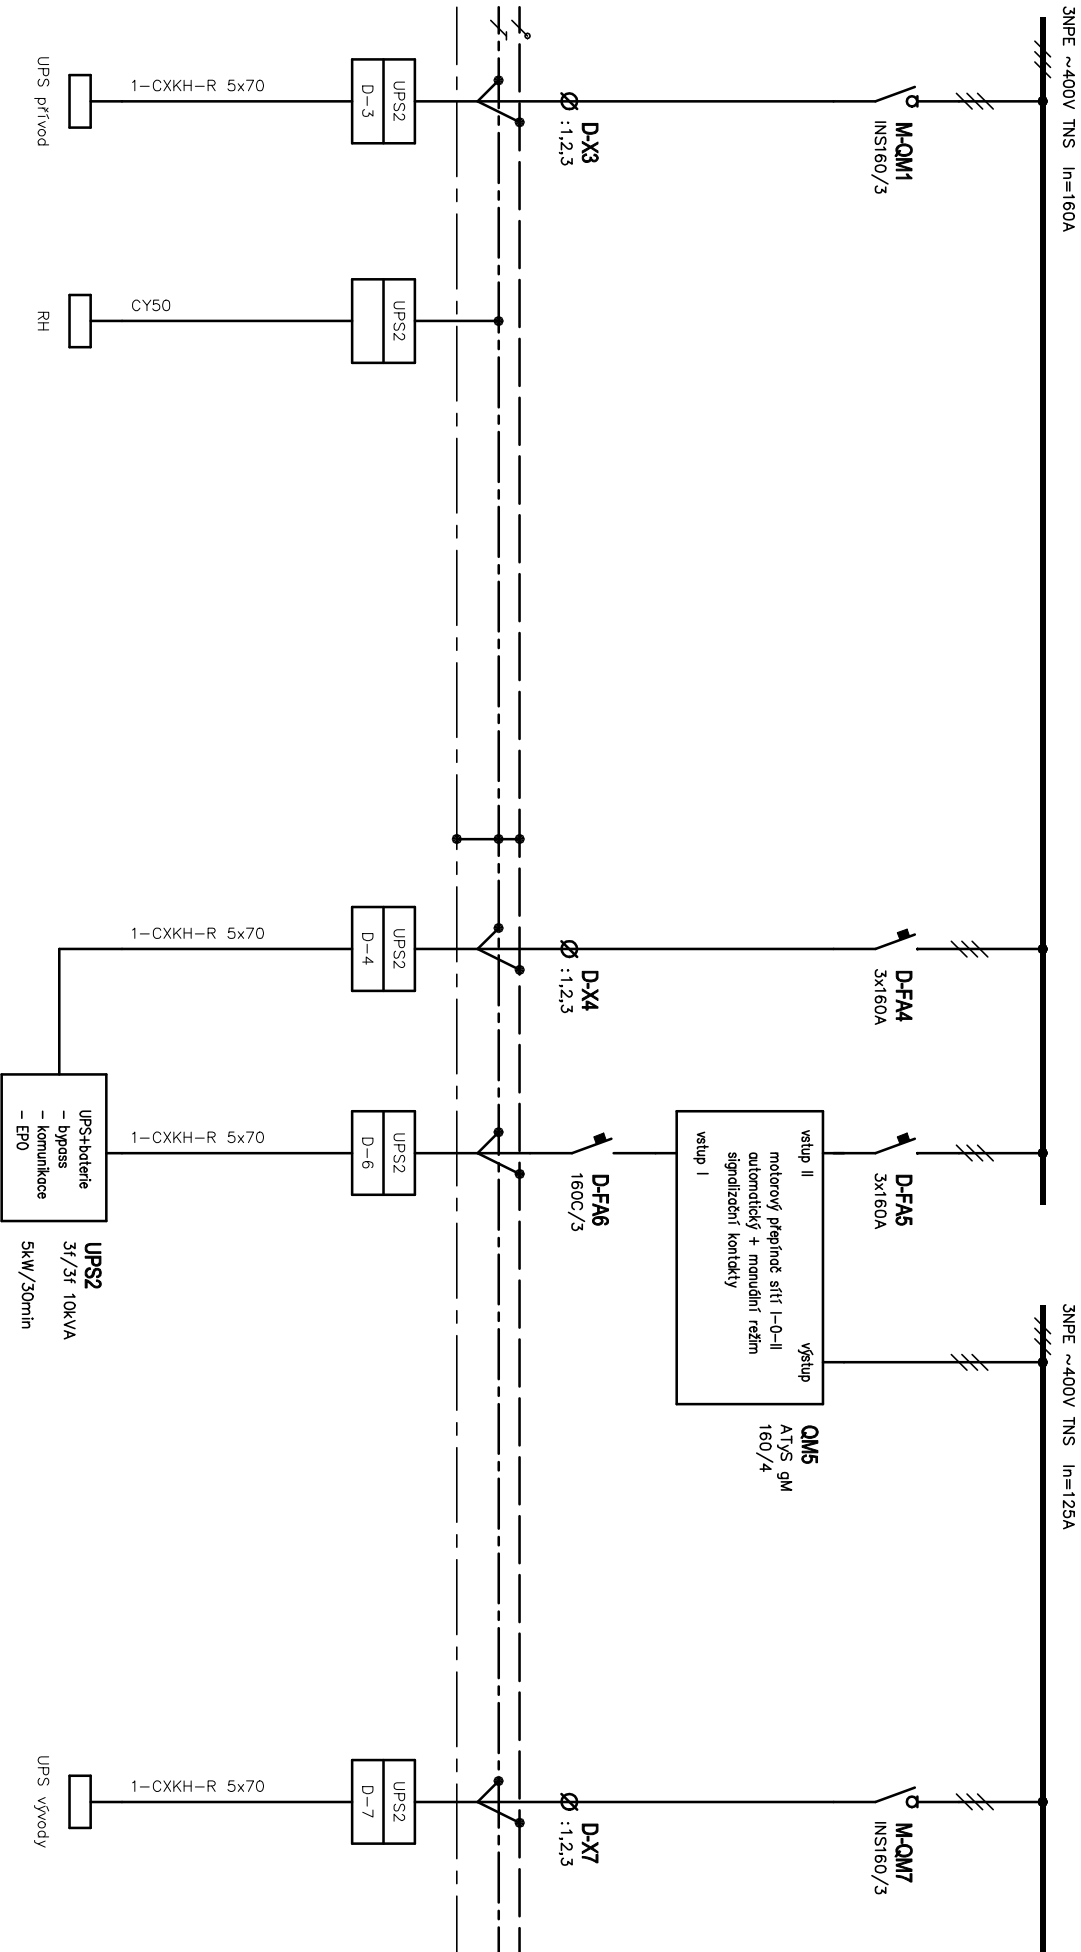 3NPE ~400V TNS In=160A
3NPE ~400V TNS In=125A
M-QM1
INS160/3
D-FA4
3x160A
D-FA5
3x160A
M-QM7
INS160/3
vstup II
výstup
motorový přepínač sítí I-0-II
automatický + manuální režim
signalizační kontakty
vstup I
QM5
ATyS gM
160/4
D-X3
:1,2,3
D-X4
:1,2,3
D-FA6
160C/3
D-X7
:1,2,3
UPS2
D-3
UPS2
UPS2
D-4
UPS2
D-6
UPS2
D-7
1-CXKH-R 5x70
CY50
1-CXKH-R 5x70
1-CXKH-R 5x70
1-CXKH-R 5x70
UPS přívod
RH
UPS+baterie
- bypass
- komunikace
- EPO
UPS2
3f/3f 10kVA
5kW/30min
UPS vývody